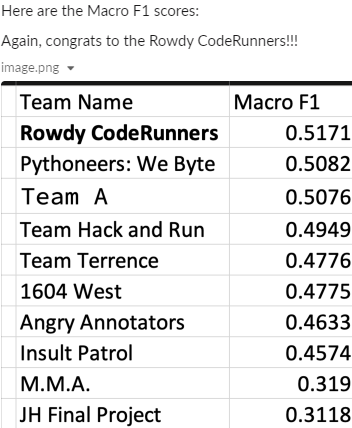 Here are the Macro F1 scores:
Again, congrats to the Rowdy CodeRunners!!!
image.png
Team Name Macro F1
Rowdy CodeRunners 0.5171
Pythoneers: We Byte 0.5082
Team A 0.5076
Team Hack and Run 0.4949
Team Terrence 0.4776
1604 West 0.4775
Angry Annotators 0.4633
Insult Patrol 0.4574
M.M.A. 0.319
JH Final Project 0.3118